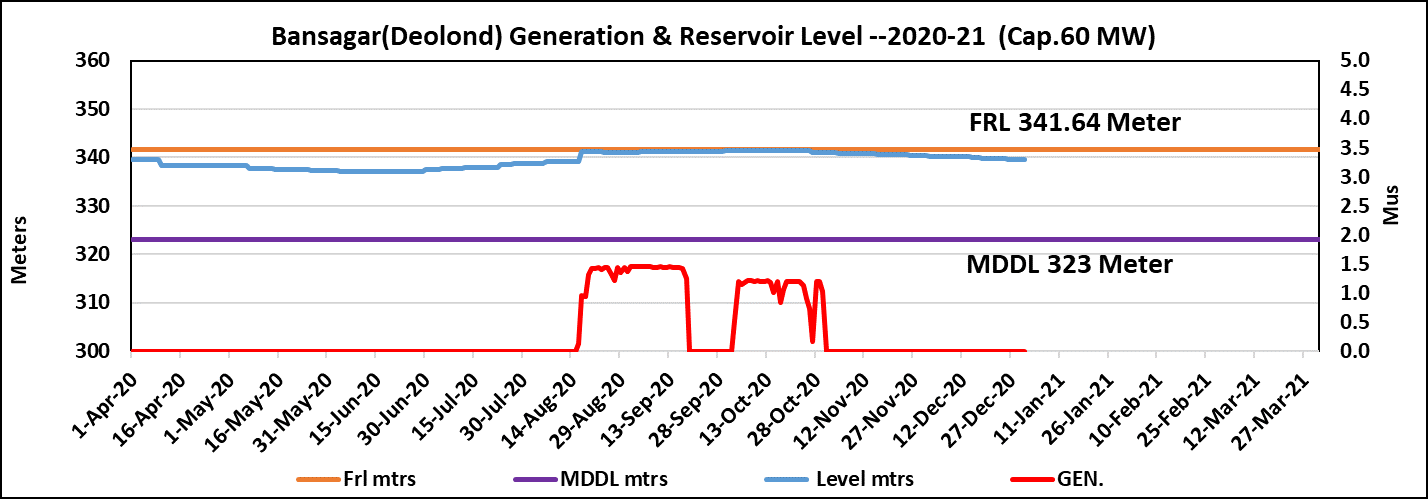 Bansagar(Deolond) Generation & Reservoir Level --2020-21 (Cap.60 MW)
360
350
340
330
320
310
300
Meters
5.0
4.5
4.0
3.5
3.0
2.5
2.0
1.5
1.0
0.5
0.0
Mus
FRL 341.64 Meter
MDDL 323 Meter
1-Apr-20
16-Apr-20
1-May-20
16-May-20
31-May-20
15-Jun-20
30-Jun-20
15-Jul-20
30-Jul-20
14-Aug-20
29-Aug-20
13-Sep-20
28-Sep-20
13-Oct-20
28-Oct-20
12-Nov-20
27-Nov-20
12-Dec-20
27-Dec-20
11-Jan-21
26-Jan-21
10-Feb-21
25-Feb-21
12-Mar-21
27-Mar-21
Frl mtrs
MDDL mtrs
Level mtrs
GEN.